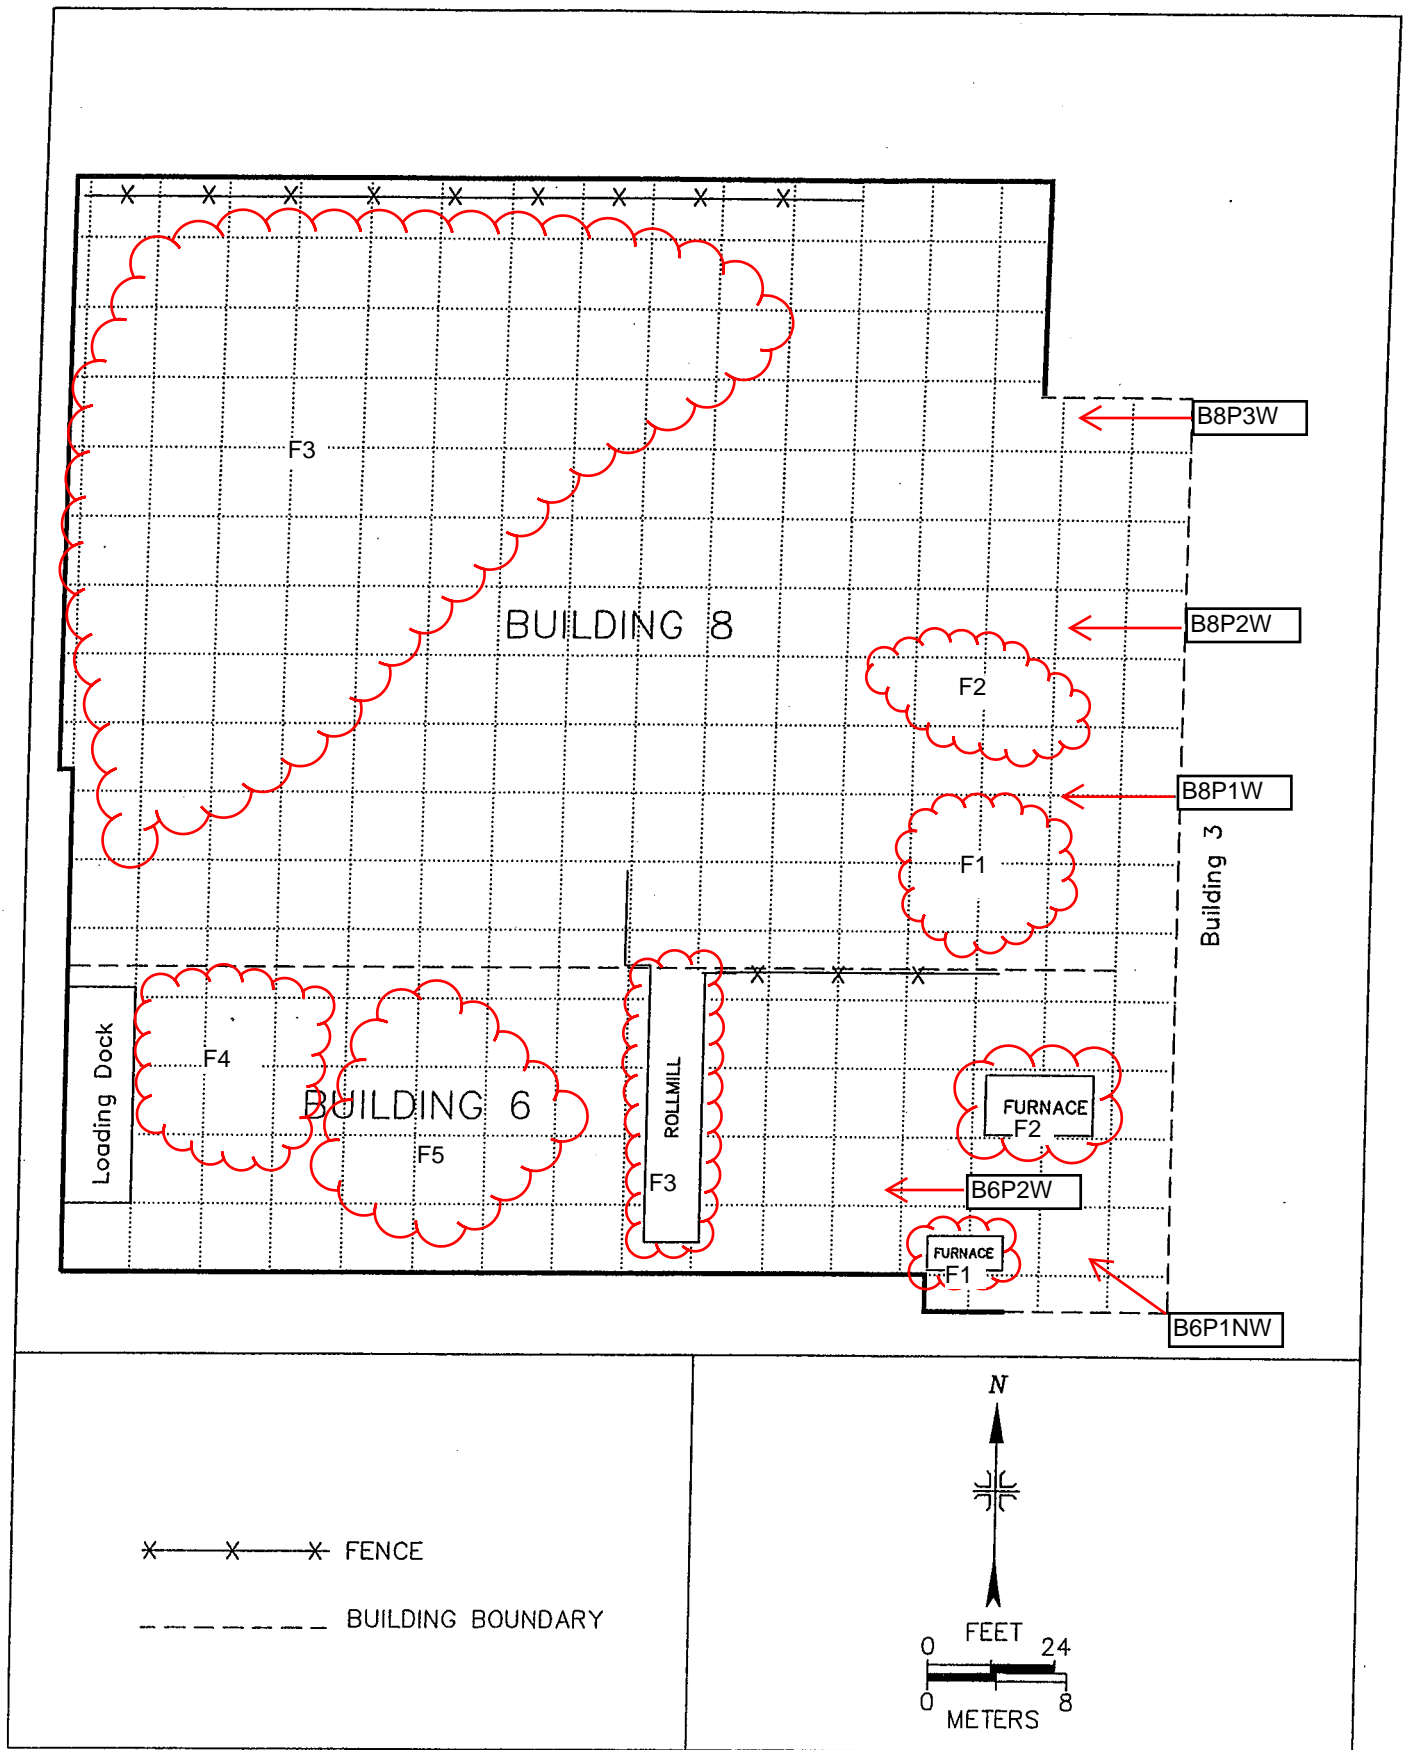 B8P3W
F3
BUILDING 8
B8P2W
F2
B8P1W
F1
Building 3
Loading Dock
F4
BUILDING 6
F5
ROLLMILL
F3
FURNACE
F2
B6P2W
FURNACE
F1
B6P1NW
N
FENCE
BUILDING BOUNDARY
FEET
0 24
0 8
METERS